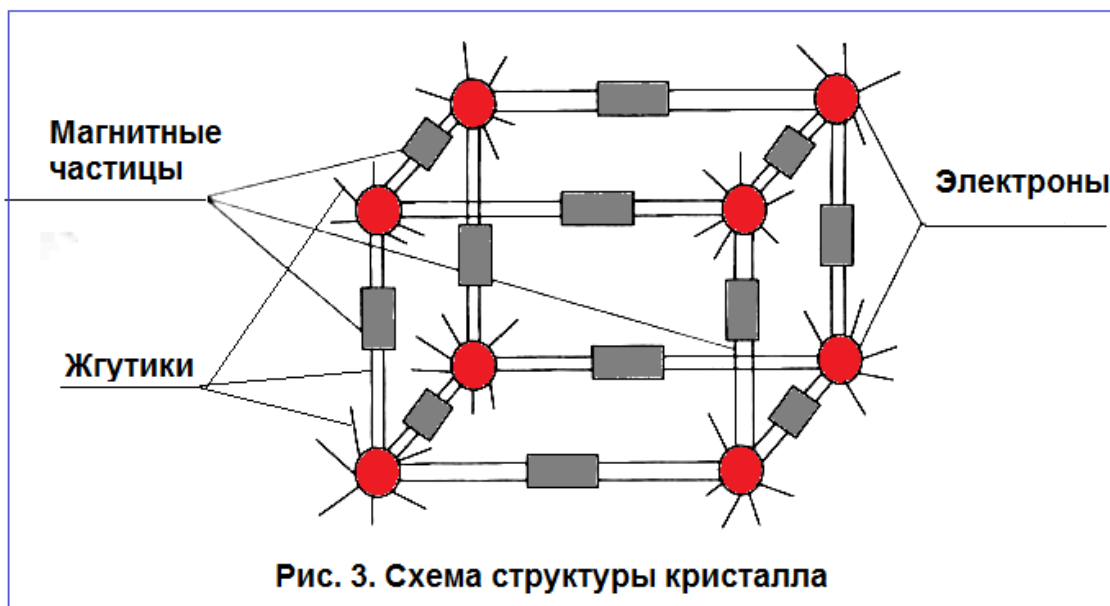 Магнитные
частицы
Электроны
Жгутики
Рис. 3. Схема структуры кристалла